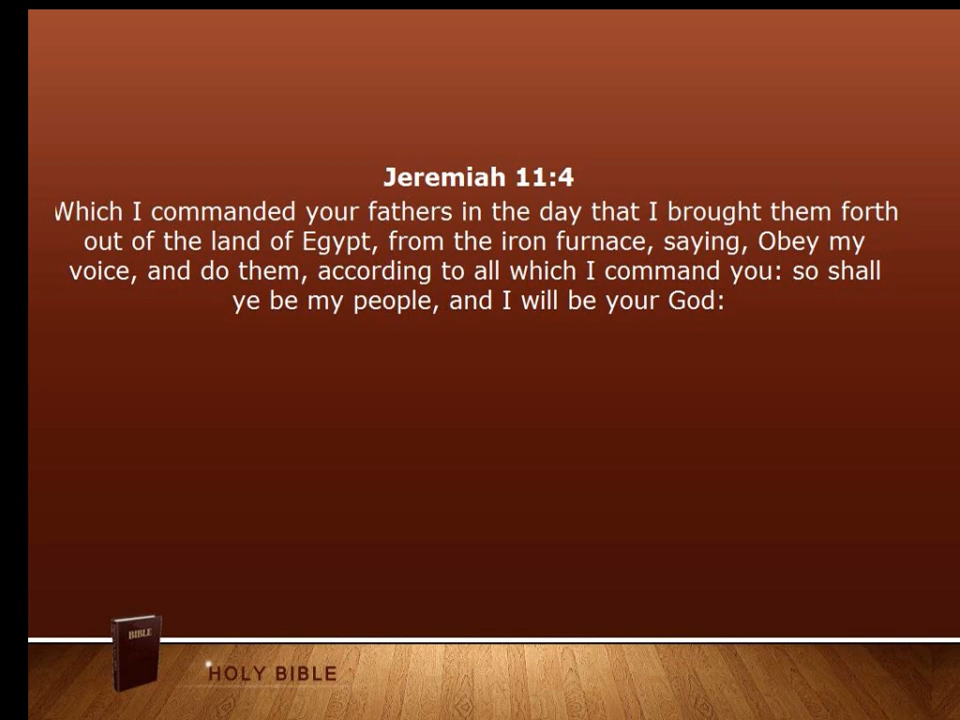 Jeremiah 11:4
Which I commanded your fathers in the day that I brought them forth
out of the land of Egypt, from the iron furnace, saying, Obey my
voice, and do them, according to all which I command you: so shall
ye be my people, and I will be your God:
BIBLE
HOLY BIBLE